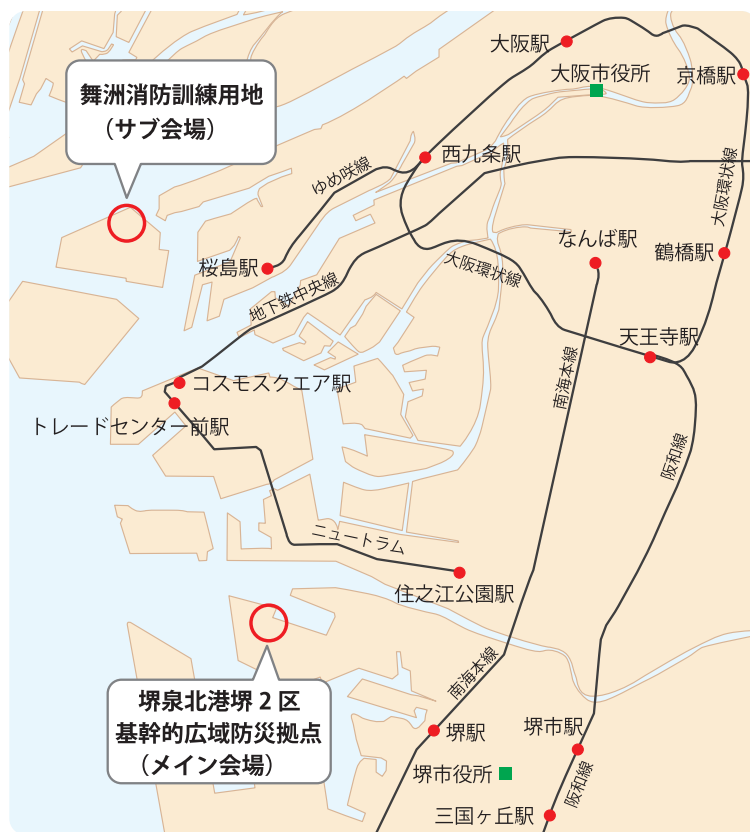 大阪駅
大阪市役所
京橋駅
舞洲消防訓練用地
（サブ会場）
西九条駅
ゆめ咲線
大阪環状線
なんば駅
鶴橋駅
桜島駅
大阪環状線
地下鉄中央線
天王寺駅
コスモスクエア駅
南海本線
トレードセンター前駅
阪和線
ニュートラム
住之江公園駅
南海本線
堺泉北港堺2区
基幹的広域防災拠点
（メイン会場）
堺駅
堺市駅
堺市役所
阪和線
三国ヶ丘駅